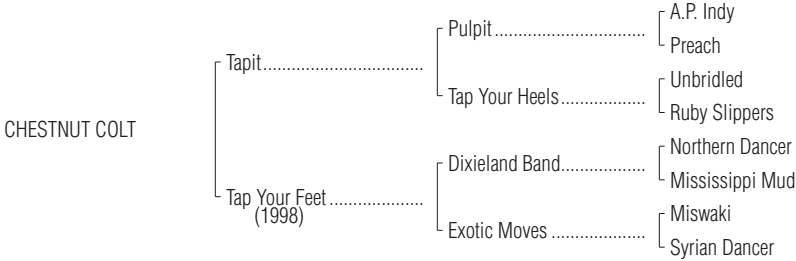 A.P. Indy
Pulpit
Preach
Tapit
Unbridled
Tap Your Heels
Ruby Slippers
CHESTNUT COLT
Northern Dancer
Dixieland Band
Mississippi Mud
Tap Your Feet
(1998)
Miswaki
Exotic Moves
Syrian Dancer